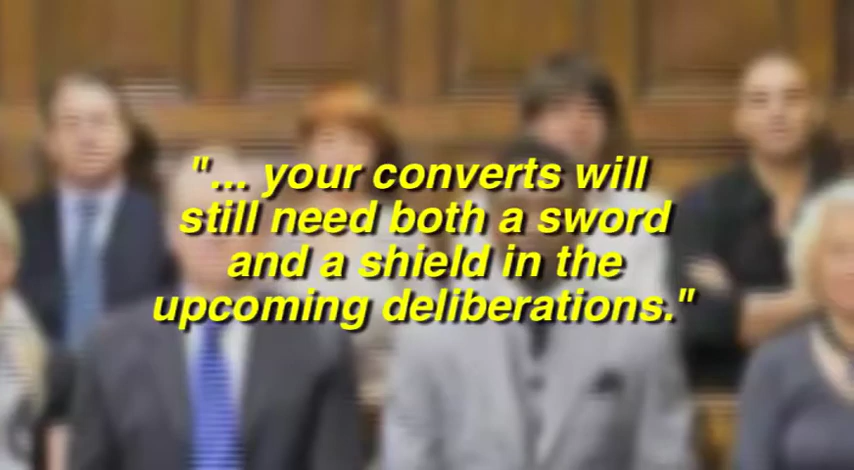 "... your converts will
still need both a sword
and a shield in the
upcoming deliberations."